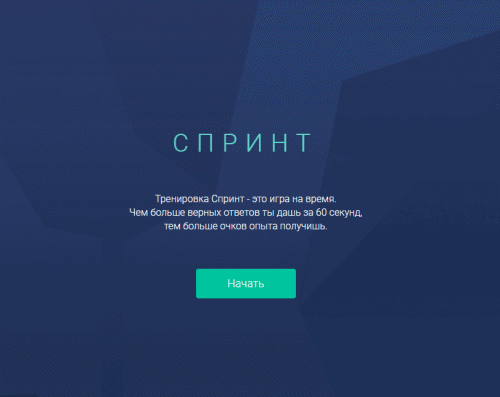 СПРИНТ
Тренировка Спринт - это игра на время.
Чем больше верных ответов ты дашь за 60 секунд,
тем больше очков опыта получишь.
Начать